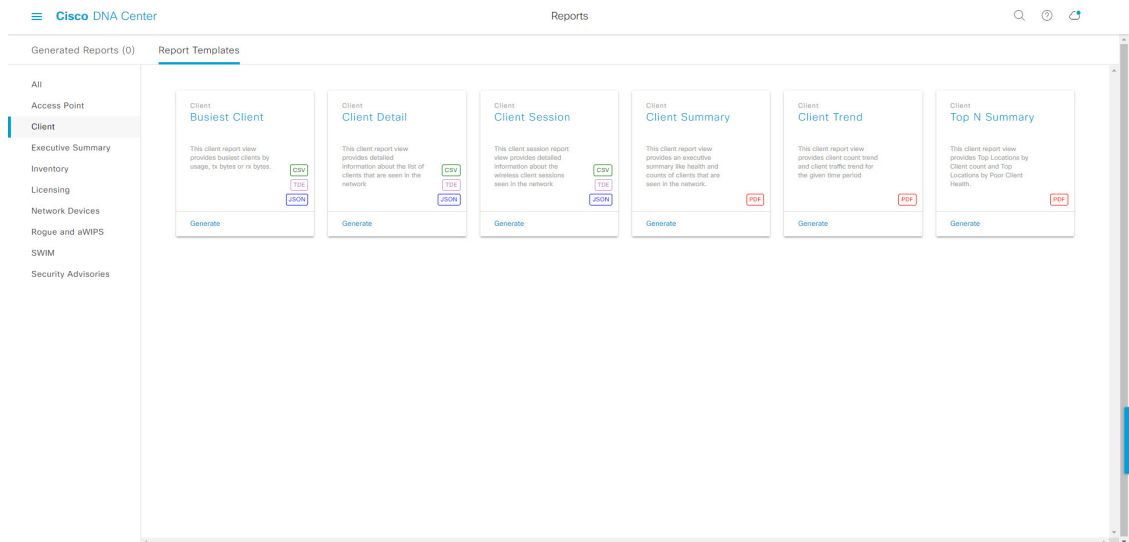 Cisco DNA Center
Reports
Generated Reports (0)
Report Templates
All
Access Point
Client
Executive Summary
Inventory
Licensing
Network Devices
Rogue and aWIPS
SWIM
Security Advisories
Client
Busiest Client
This client report view
provides busiest clients by
usage, tx bytes or rx bytes.
CSV
TDE
JSON
Generate
Client
Client Detail
This client report view
provides detailed
information about the list of
clients that are seen in the
network
CSV
TDE
JSON
Generate
Client
Client Session
This client session report
view provides detailed
information about the
wireless client sessions
seen in the network
CSV
TDE
JSON
Generate
Client
Client Summary
This client report view
provides an executive
summary like health and
counts of clients that are
seen in the network.
PDF
Generate
Client
Client Trend
This client report view
provides client count trend
and client traffic trend for
the given time period
PDF
Generate
Client
Top N Summary
This client report view
provides Top Locations by
Client count and Top
Locations by Poor Client
Health.
PDF
Generate